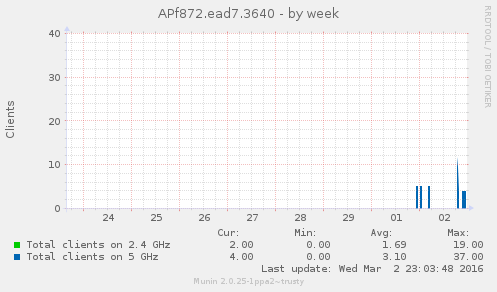 APf872.ead7.3640 - by week
RRDTOOL / TOBI OETIKER
Clients
40
30
20
10
0
24 25 26 27 28 29 01 02
Cur: Min: Avg: Max:
Total clients on 2.4 GHz 2.00 0.00 1.69 19.00
Total clients on 5 GHz 4.00 0.00 3.10 37.00
Last update: Wed Mar 2 23:03:48 2016
Munin 2.0.25-1ppa2~trusty